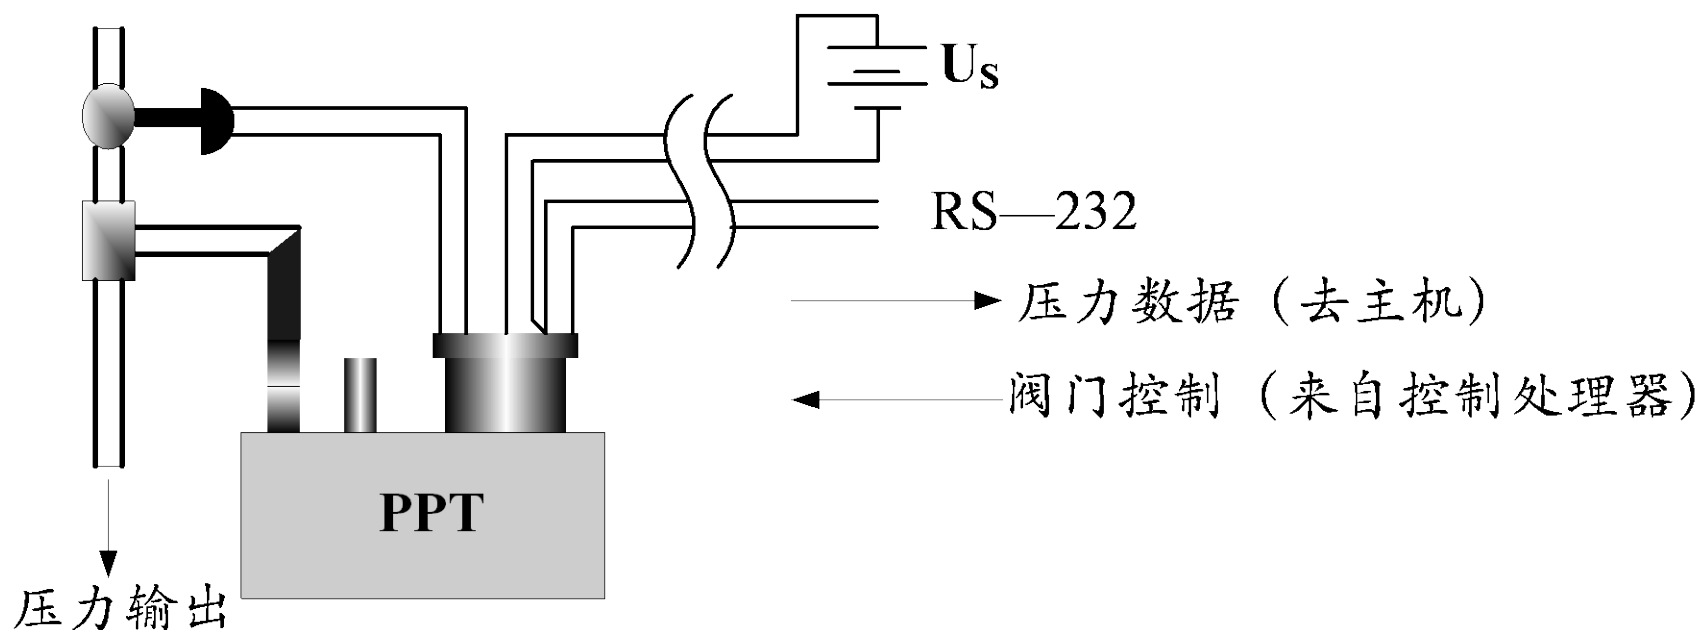 Us
RS—232
压力数据（去主机）
阀门控制（来自控制处理器）
PPT
压力输出